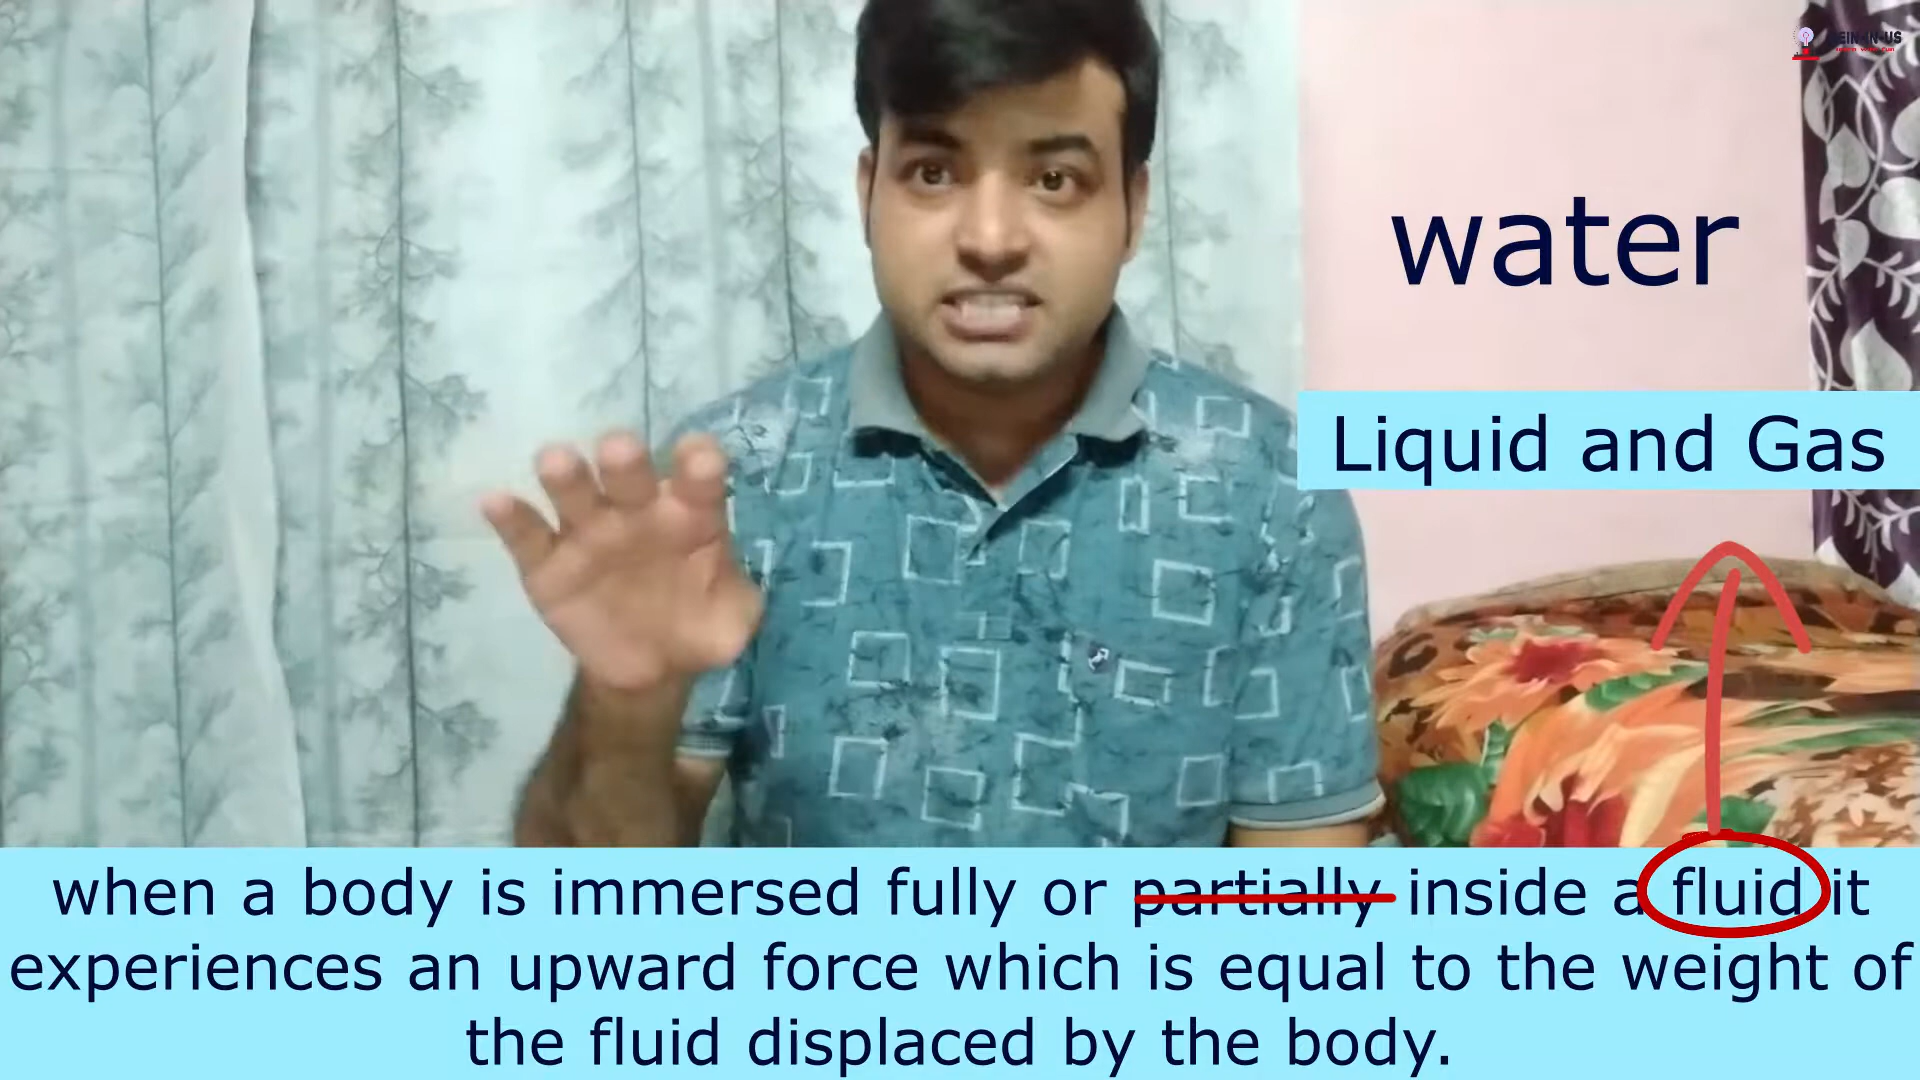 water
Liquid and Gas
when a body is immersed fully or partially inside a fluid it
experiences an upward force which is equal to the weight of
the fluid displaced by the body.